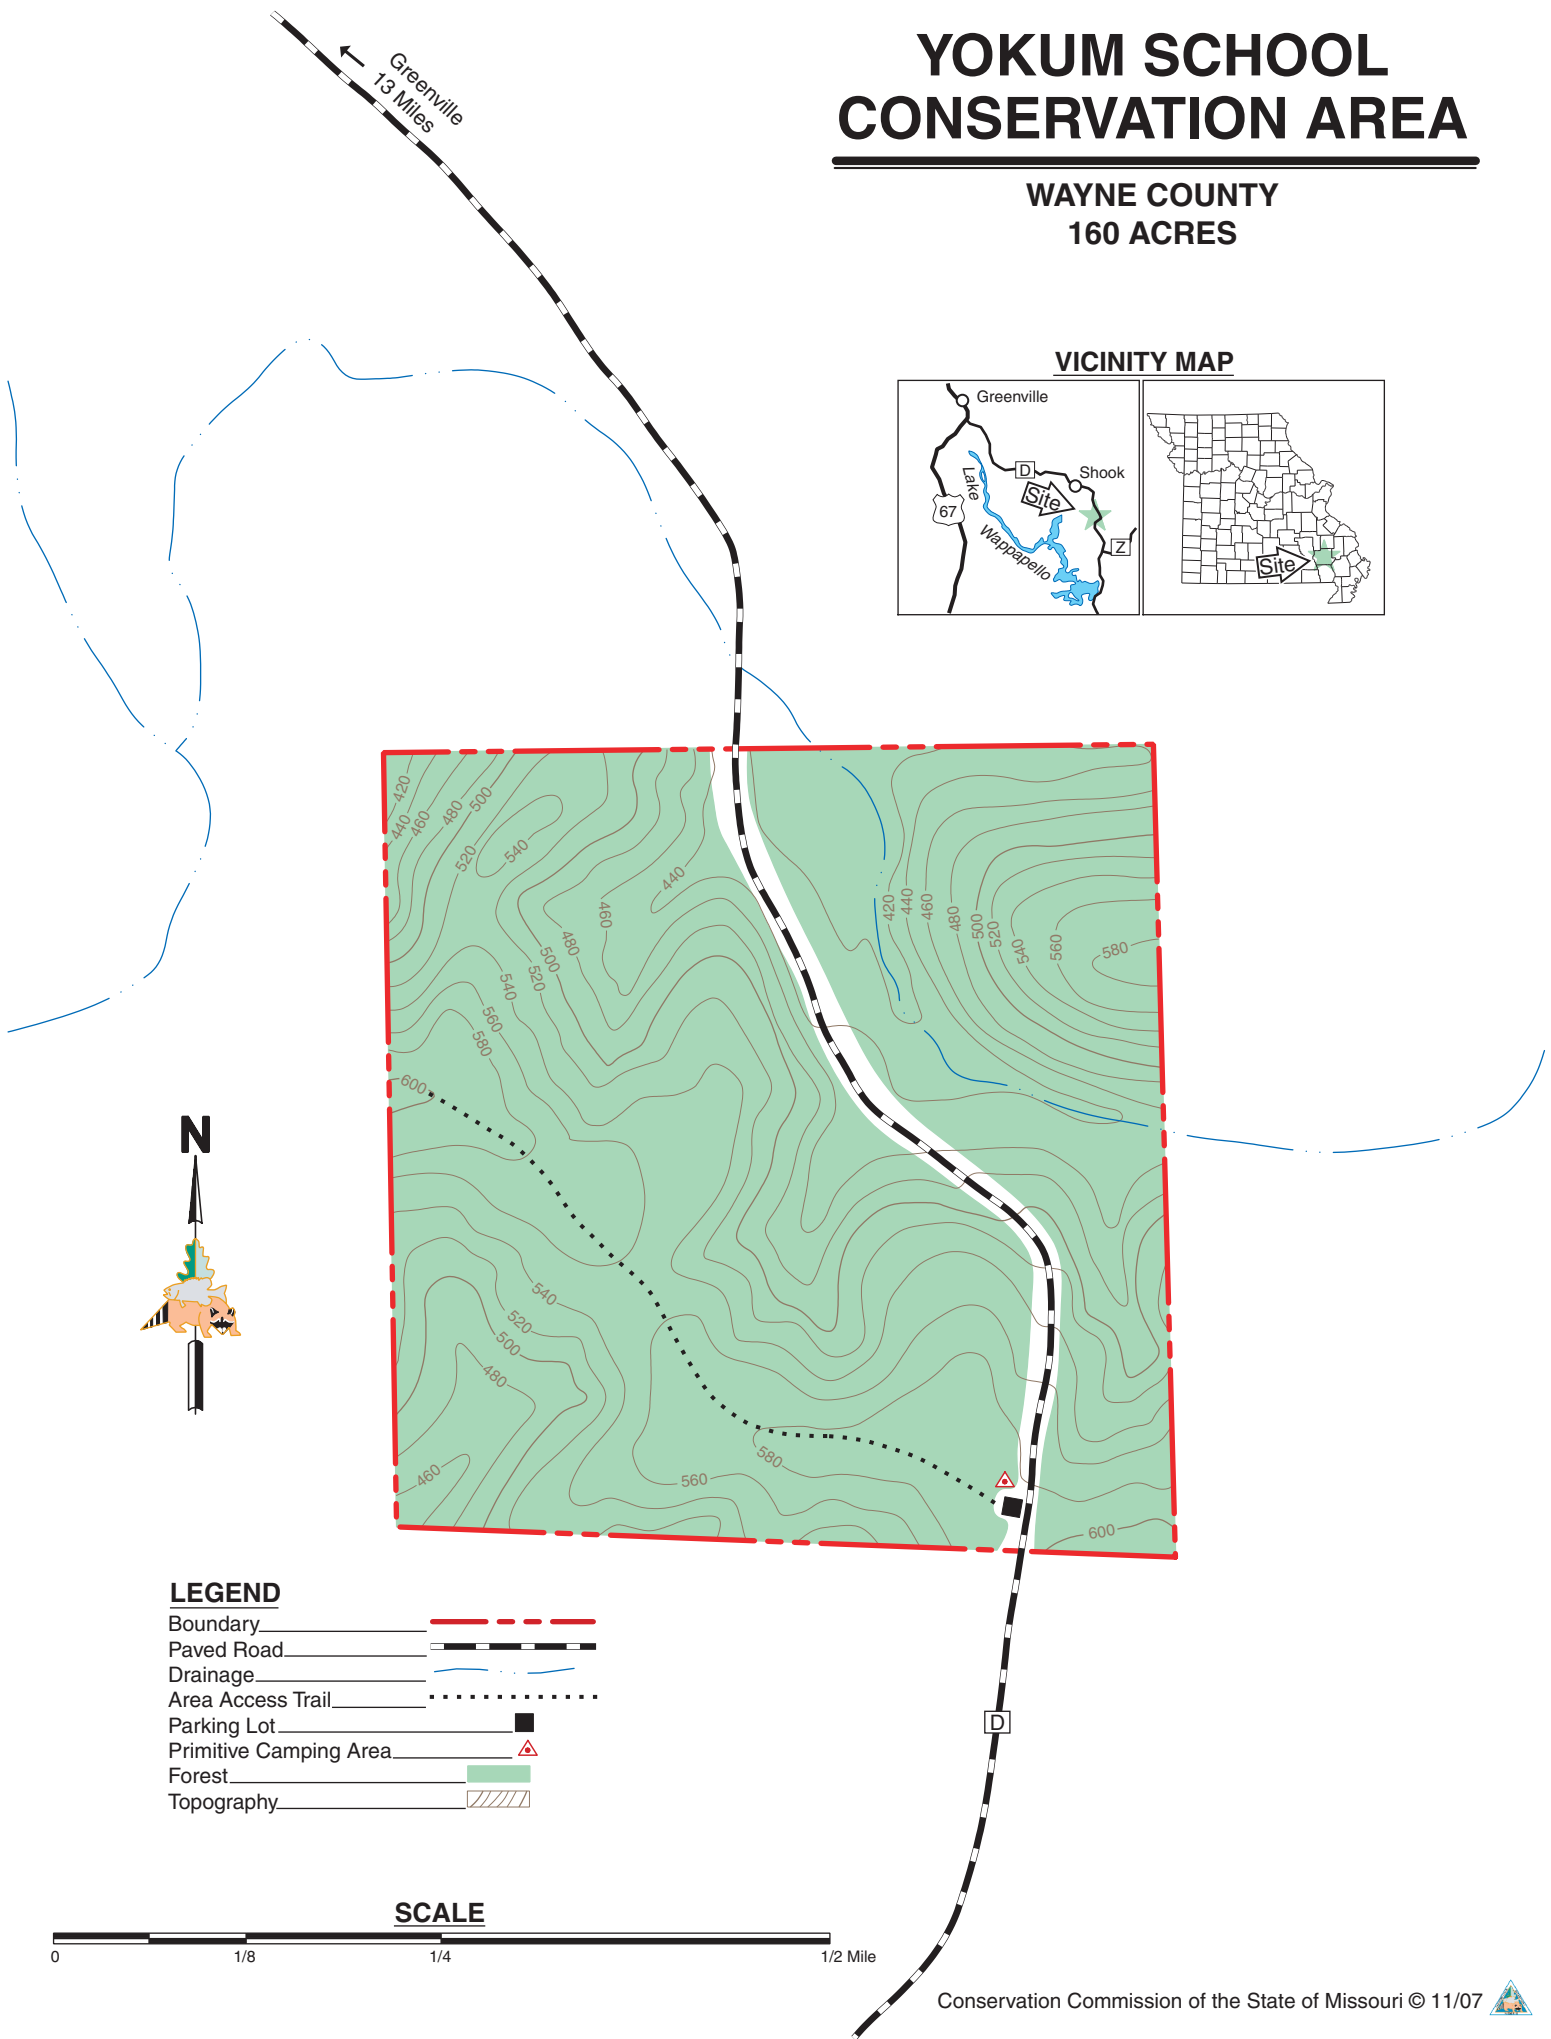 YOKUM SCHOOL
CONSERVATION AREA
WAYNE COUNTY
160 ACRES
Greenville
13 Miles
VICINITY MAP
Greenville
D
Shook
Lake
Site
67
Wappapello
Z
Site
420
440
460
480
500
520
540
440
460
480
500
520
540
560
580
600
420
440
460
480
500
520
540
560
580
N
540
520
500
480
460
560
580
600
LEGEND
Boundary
Paved Road
Drainage
Area Access Trail
Parking Lot
Primitive Camping Area
Forest
Topography
D
SCALE
0 1/8 1/4 1/2 Mile
Conservation Commission of the State of Missouri © 11/07